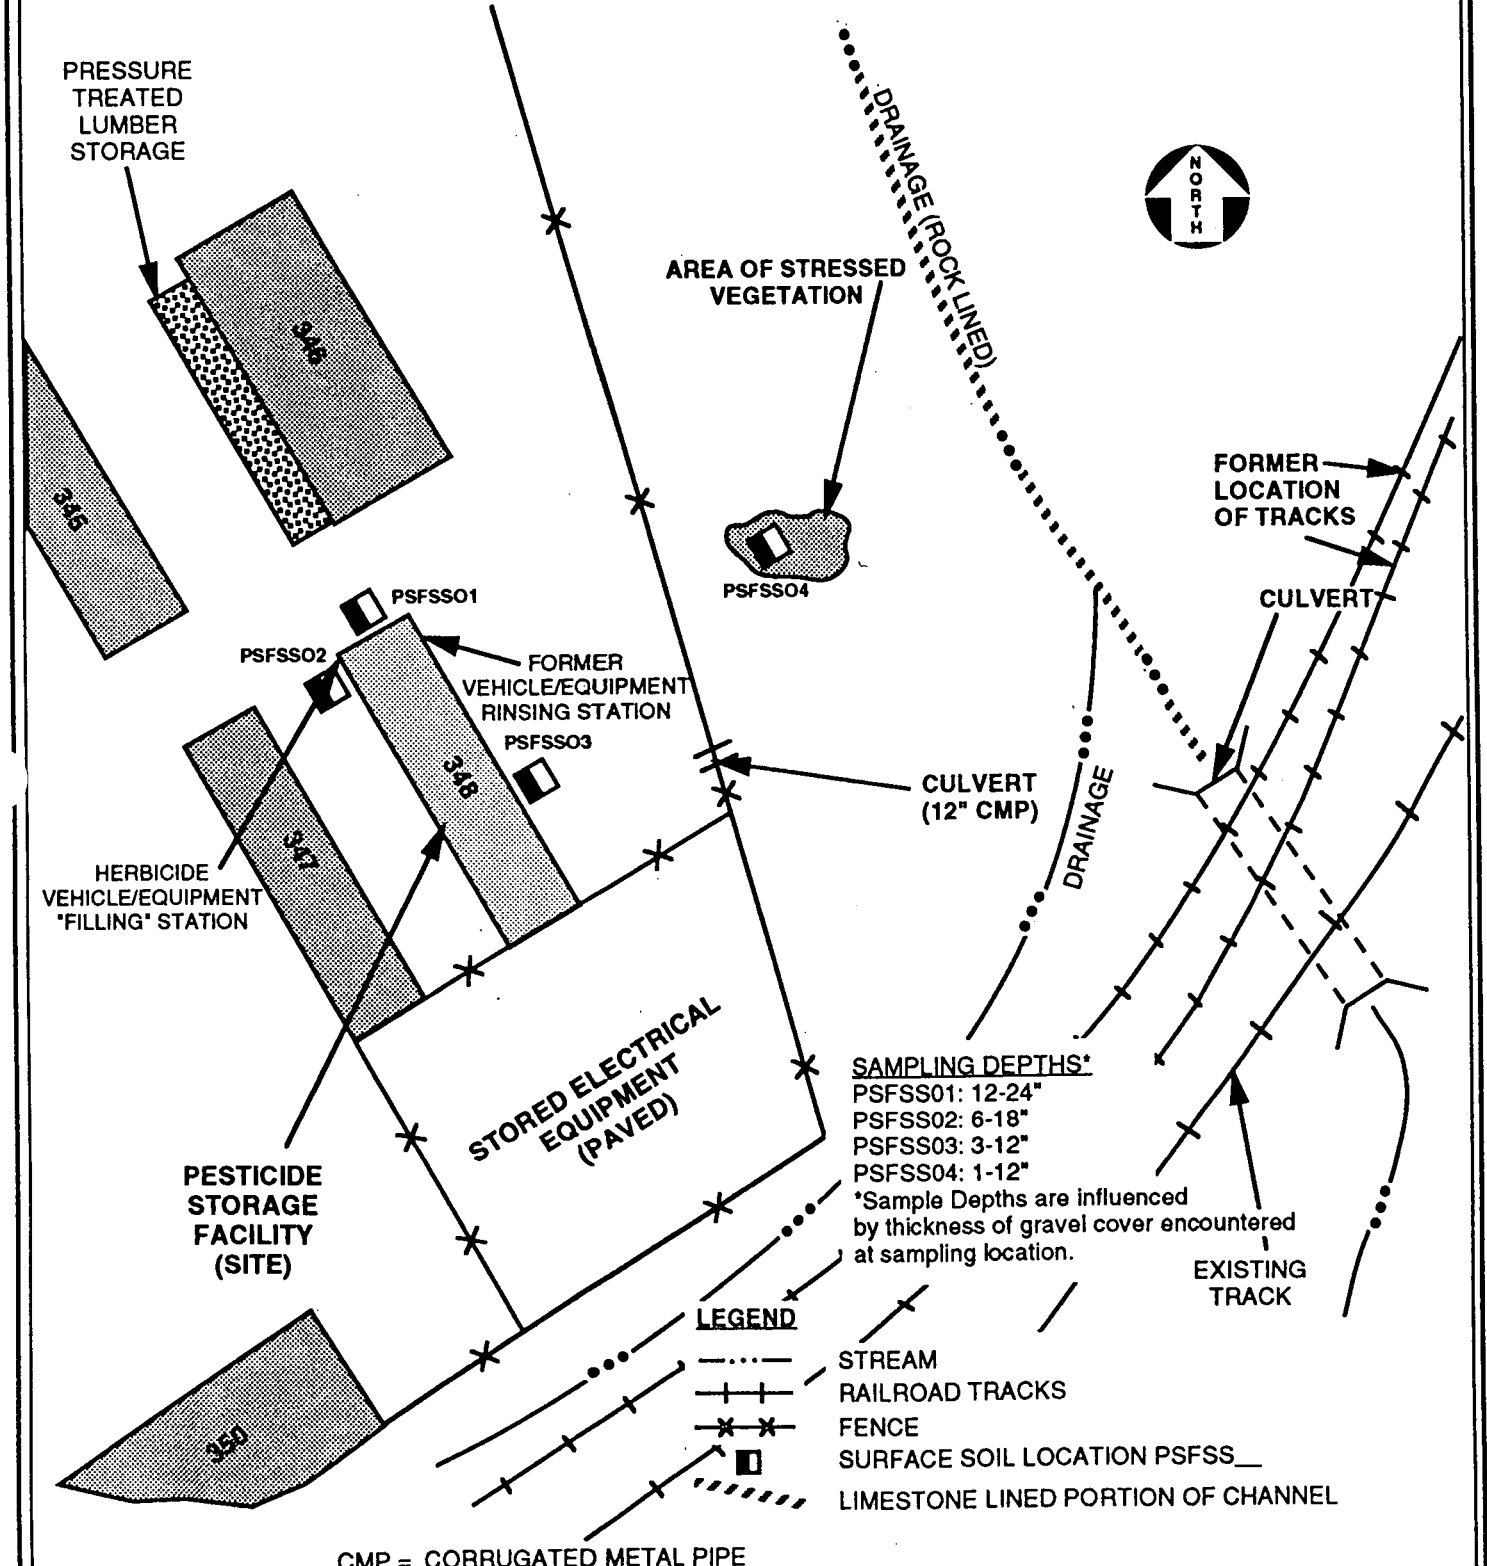 PRESSURE
TREATED
LUMBER
STORAGE
DRAINAGE (ROCK LINED)
NORTH
AREA OF STRESSED
VEGETATION
346
345
FORMER
LOCATION
OF TRACKS
CULVERT
PSFSSO4
PSFSSO1
PSFSSO2
FORMER
VEHICLE/EQUIPMENT
RINSING STATION
PSFSSO3
348
347
CULVERT
(12" CMP)
DRAINAGE
HERBICIDE
VEHICLE/EQUIPMENT
"FILLING" STATION
STORED ELECTRICAL
EQUIPMENT
(PAVED)
SAMPLING DEPTHS*
PSFSS01: 12-24"
PSFSS02: 6-18"
PSFSS03: 3-12"
PSFSS04: 1-12"
*Sample Depths are influenced
by thickness of gravel cover encountered
at sampling location.
PESTICIDE
STORAGE
FACILITY
(SITE)
EXISTING
TRACK
350
LEGEND
STREAM
RAILROAD TRACKS
FENCE
SURFACE SOIL LOCATION PSFSS__
LIMESTONE LINED PORTION OF CHANNEL
CMP = CORRUGATED METAL PIPE